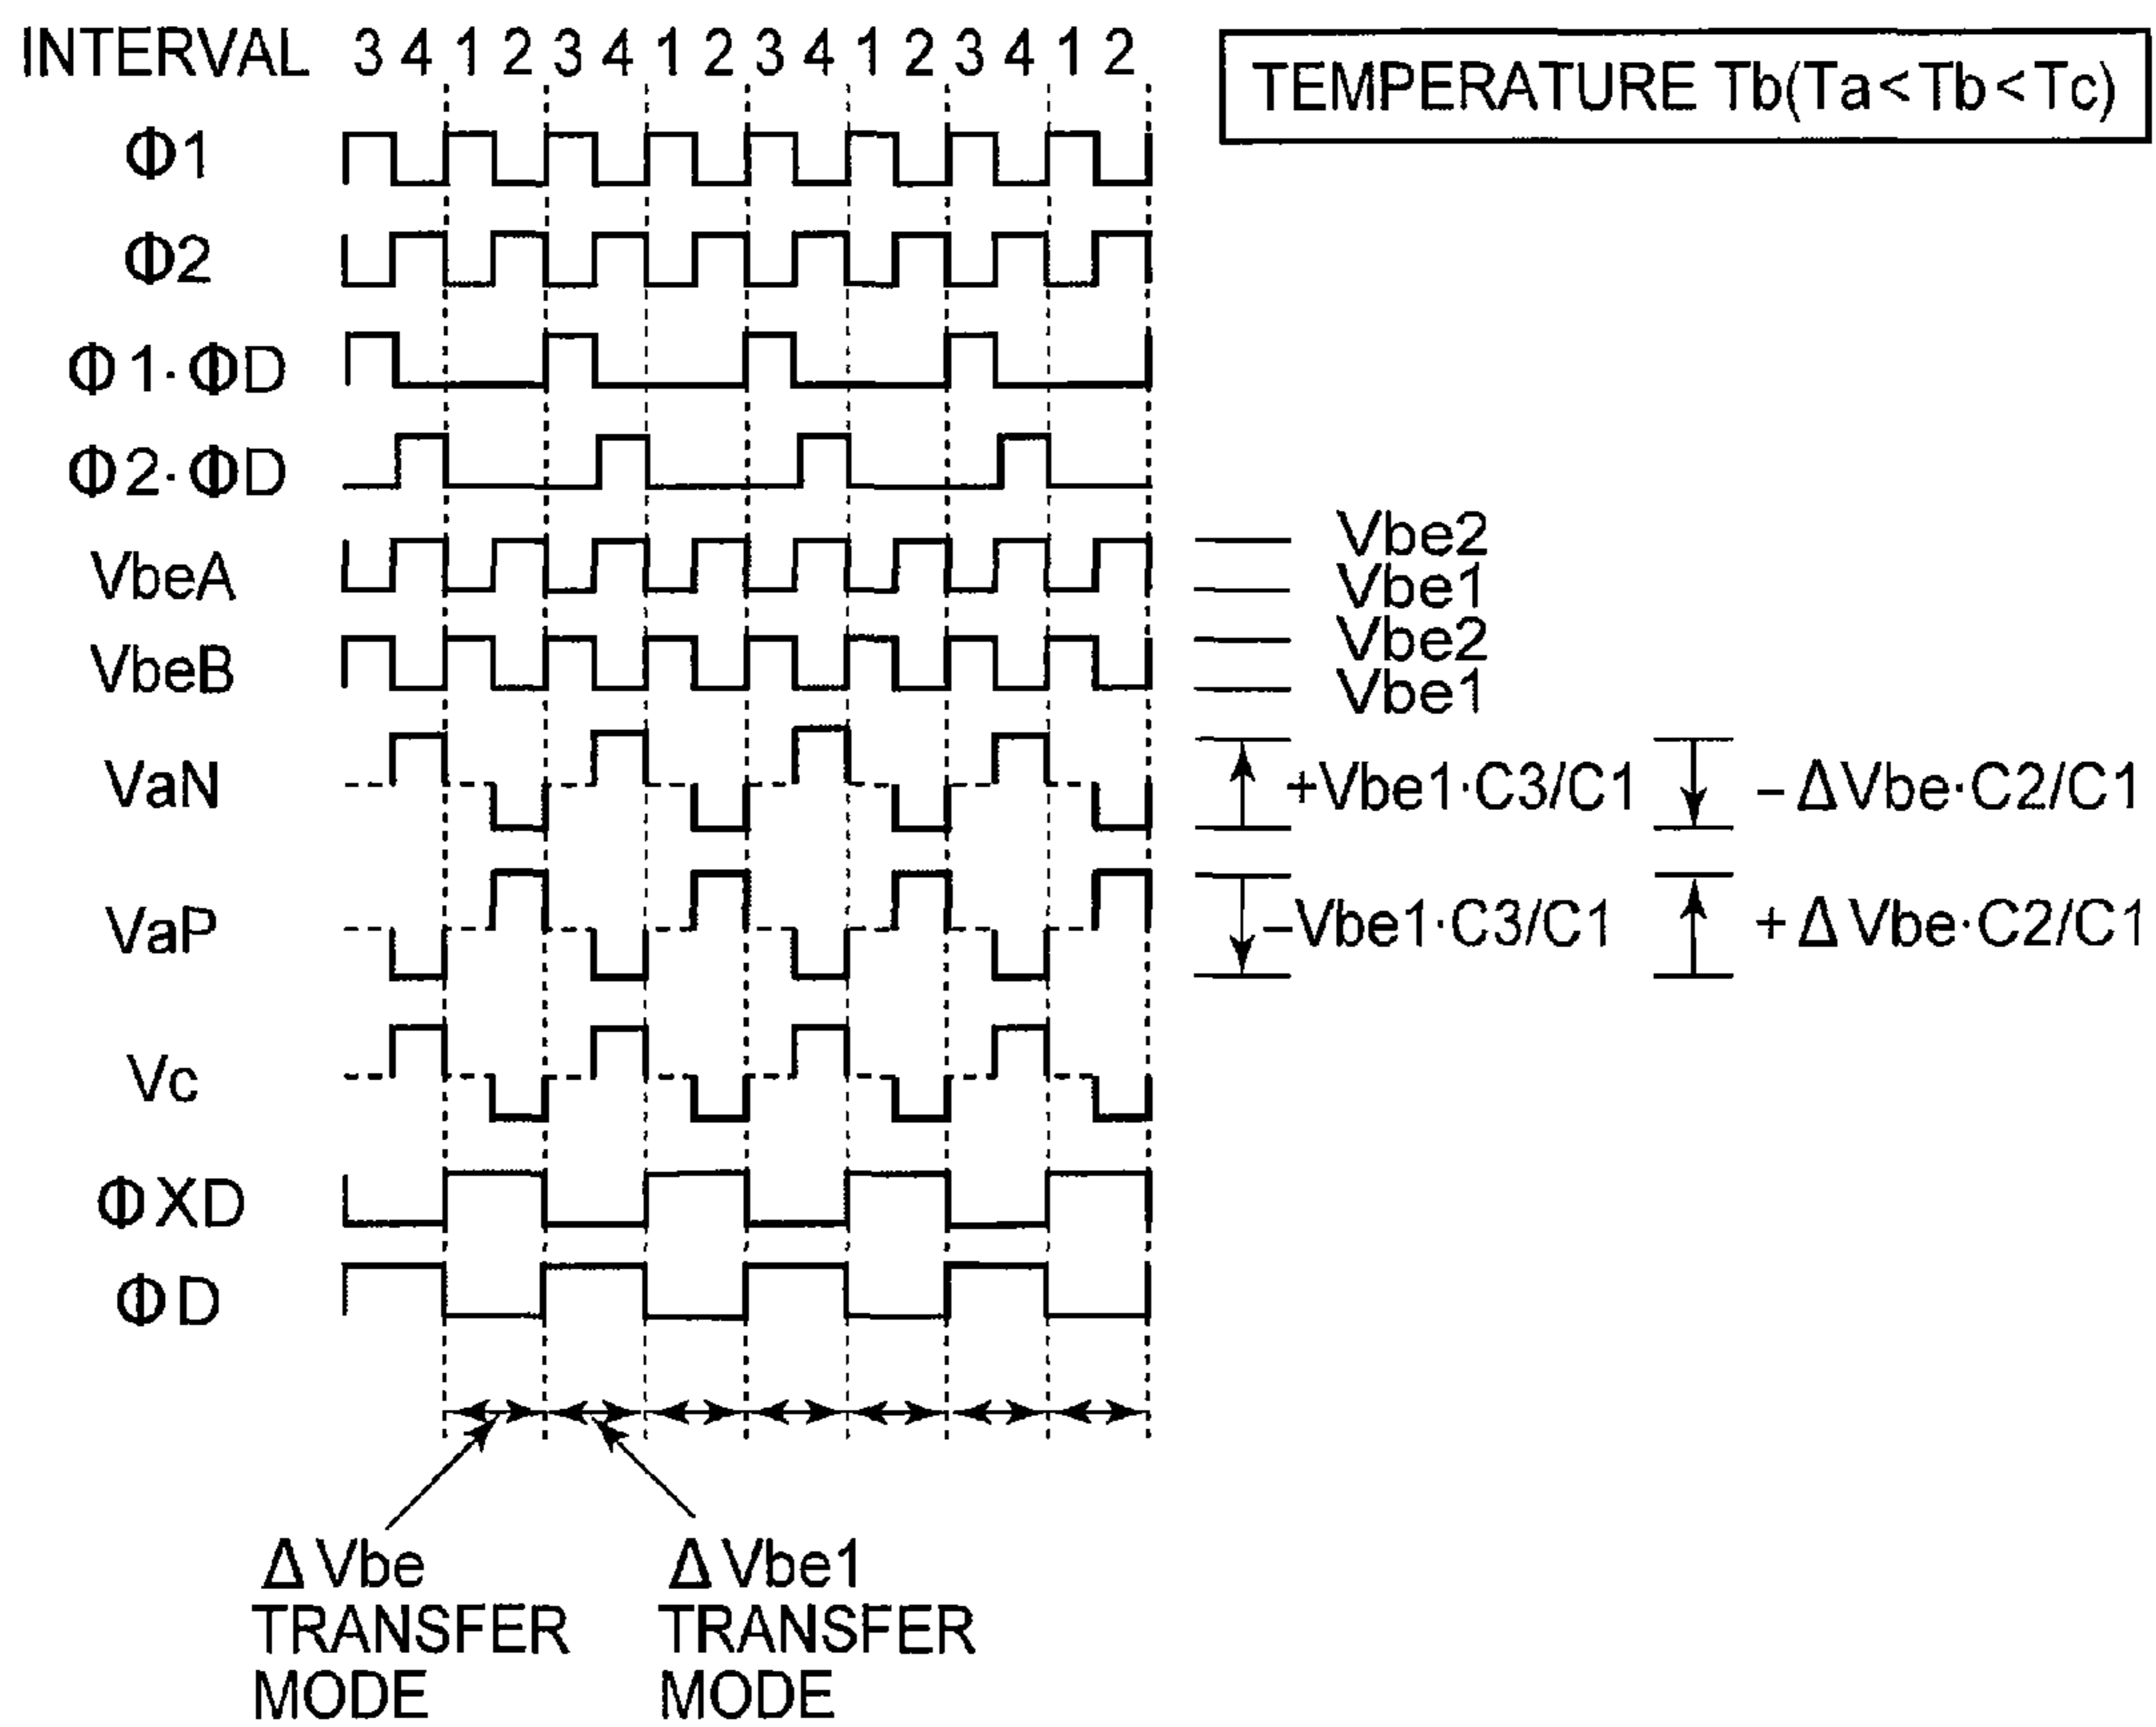 INTERVAL 3 4 1 2 3 4 1 2 3 4 1 2 3 4 1 2
TEMPERATURE Tb(Ta<Tb<Tc)
Φ1
Φ2
Φ1·ΦD
Φ2·ΦD
VbeA
Vbe2
Vbe1
VbeB
Vbe2
Vbe1
VaN
+Vbe1·C3/C1
−ΔVbe·C2/C1
VaP
−Vbe1·C3/C1
+ΔVbe·C2/C1
Vc
ΦXD
ΦD
ΔVbe
TRANSFER
MODE
ΔVbe1
TRANSFER
MODE